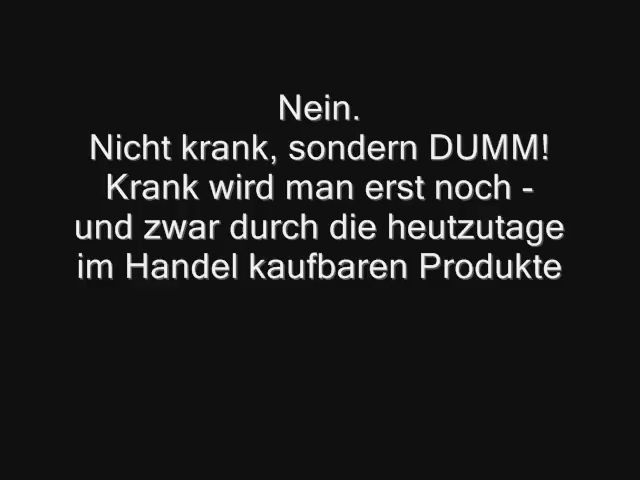 Nein.
Nicht krank, sondern DUMM!
Krank wird man erst noch -
und zwar durch die heutzutage
im Handel kaufbaren Produkte